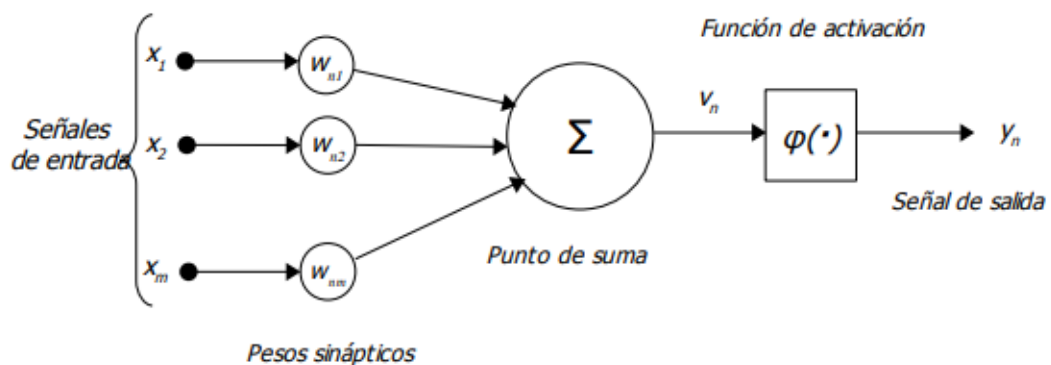 Función de activación
x1
wn1
Señales
de entrada
x2
wn2
Σ
vn
φ(·)
yn
Señal de salida
xm
wnm
Punto de suma
Pesos sinápticos